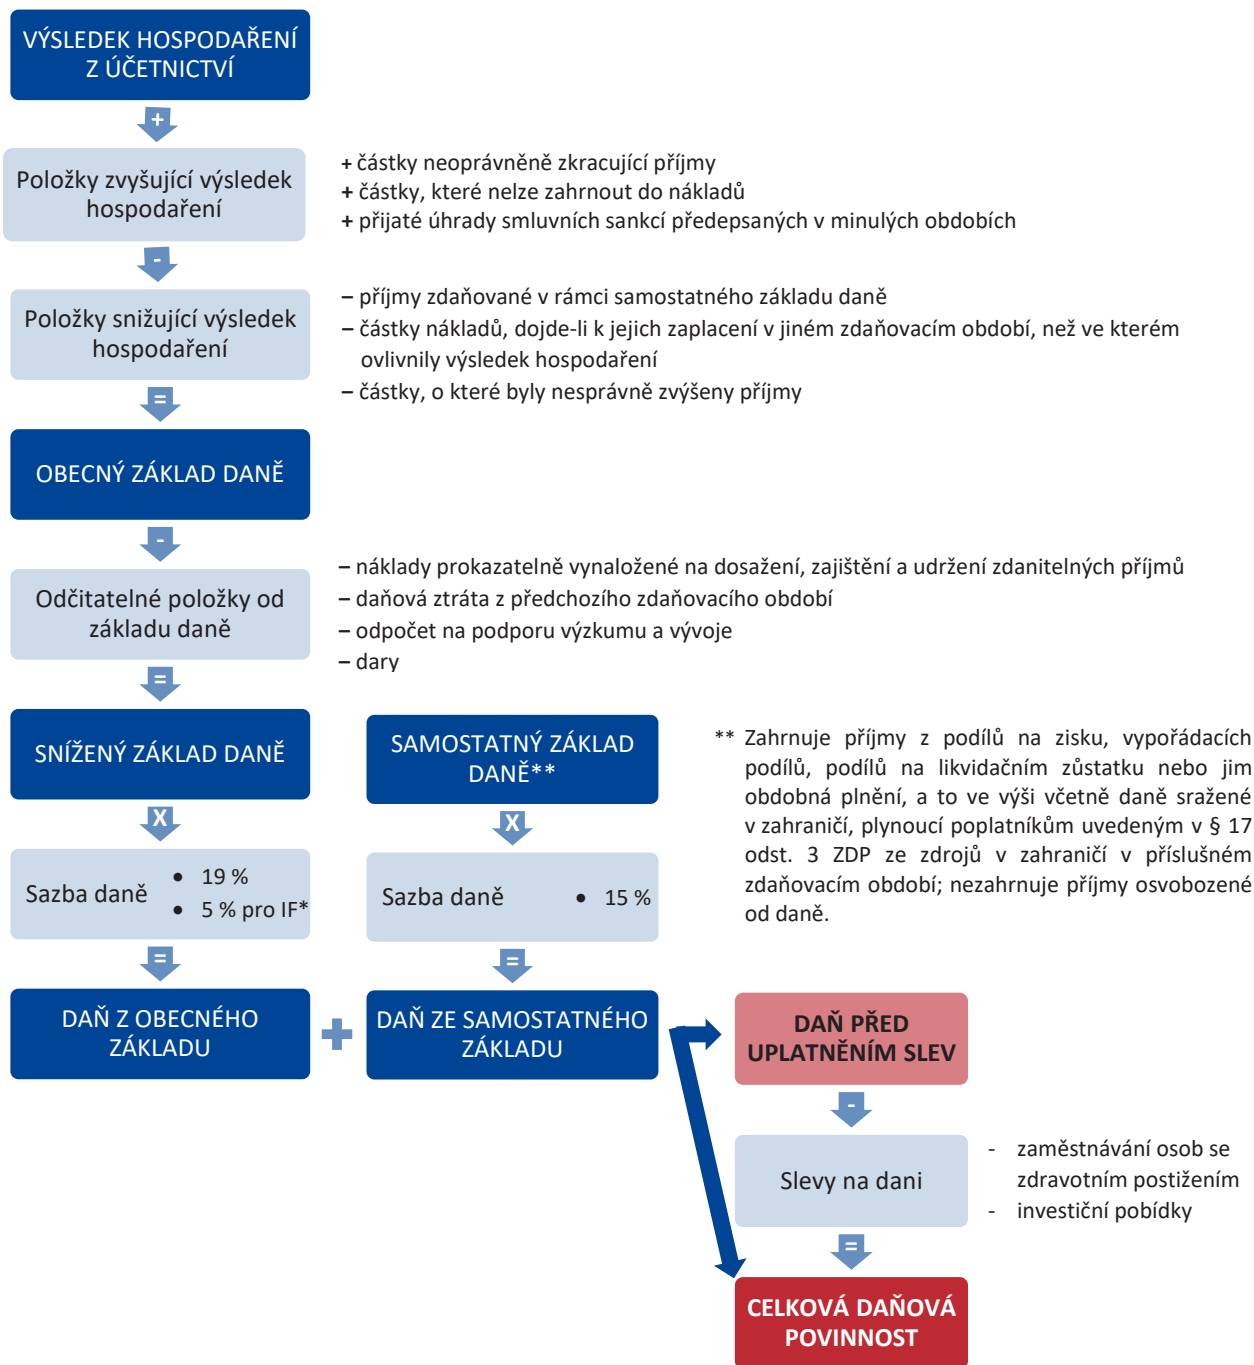 VÝSLEDEK HOSPODAŘENÍ
Z ÚČETNICTVÍ
+
Položky zvyšující výsledek
hospodaření
+ částky neoprávněně zkracující příjmy
+ částky, které nelze zahrnout do nákladů
+ přijaté úhrady smluvních sankcí předepsaných v minulých obdobích
-
Položky snižující výsledek
hospodaření
– příjmy zdaňované v rámci samostatného základu daně
– částky nákladů, dojde-li k jejich zaplacení v jiném zdaňovacím období, než ve kterém
ovlivnily výsledek hospodaření
– částky, o které byly nesprávně zvýšeny příjmy
=
OBECNÝ ZÁKLAD DANĚ
-
Odčitatelné položky od
základu daně
– náklady prokazatelně vynaložené na dosažení, zajištění a udržení zdanitelných příjmů
– daňová ztráta z předchozího zdaňovacího období
– odpočet na podporu výzkumu a vývoje
– dary
=
SNÍŽENÝ ZÁKLAD DANĚ
X
Sazba daně
• 19 %
• 5 % pro IF*
=
DAŇ Z OBECNÉHO
ZÁKLADU
SAMOSTATNÝ ZÁKLAD
DANĚ**
X
Sazba daně • 15 %
=
DAŇ ZE SAMOSTATNÉHO
ZÁKLADU
** Zahrnuje příjmy z podílů na zisku, vypořádacích
podílů, podílů na likvidačním zůstatku nebo jim
obdobná plnění, a to ve výši včetně daně sražené
v zahraničí, plynoucí poplatníkům uvedeným v § 17
odst. 3 ZDP ze zdrojů v zahraničí v příslušném
zdaňovacím období; nezahrnuje příjmy osvobozené
od daně.
DAŇ PŘED
UPLATNĚNÍM SLEV
-
Slevy na dani
- zaměstnávání osob se
zdravotním postižením
- investiční pobídky
=
CELKOVÁ DAŇOVÁ
POVINNOST